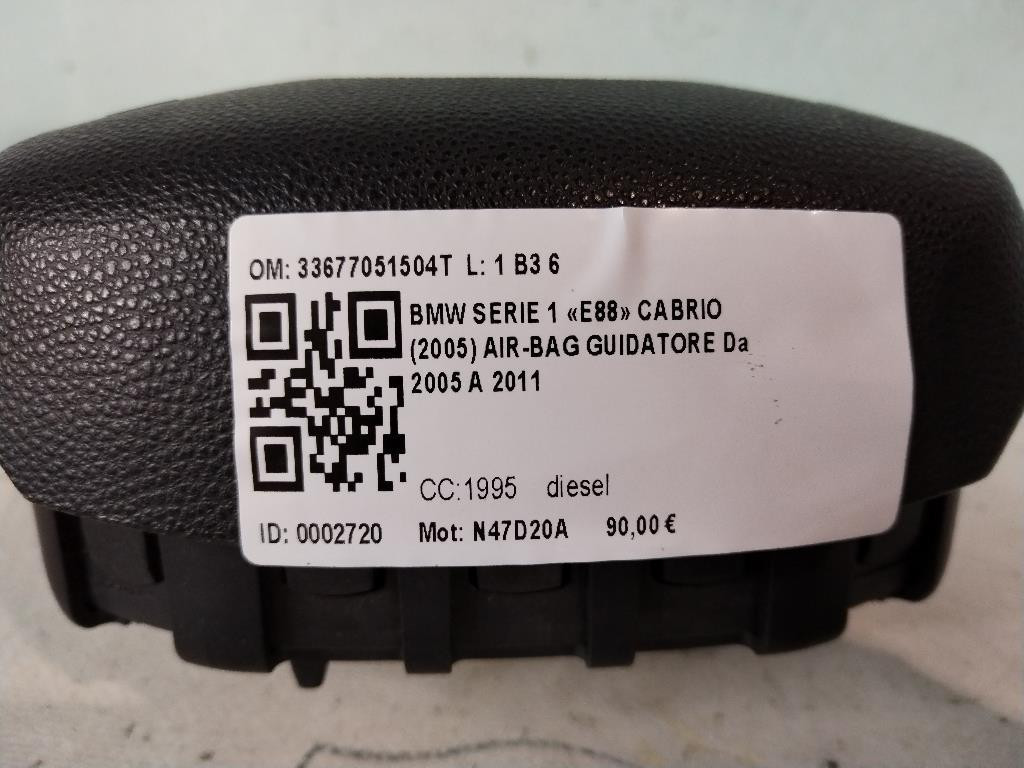 OM: 33677051504T L: 1 B3 6
BMW SERIE 1 «E88» CABRIO
(2005) AIR-BAG GUIDATORE Da
2005 A 2011
CC:1995 diesel
ID: 0002720 Mot: N47D20A 90,00 €